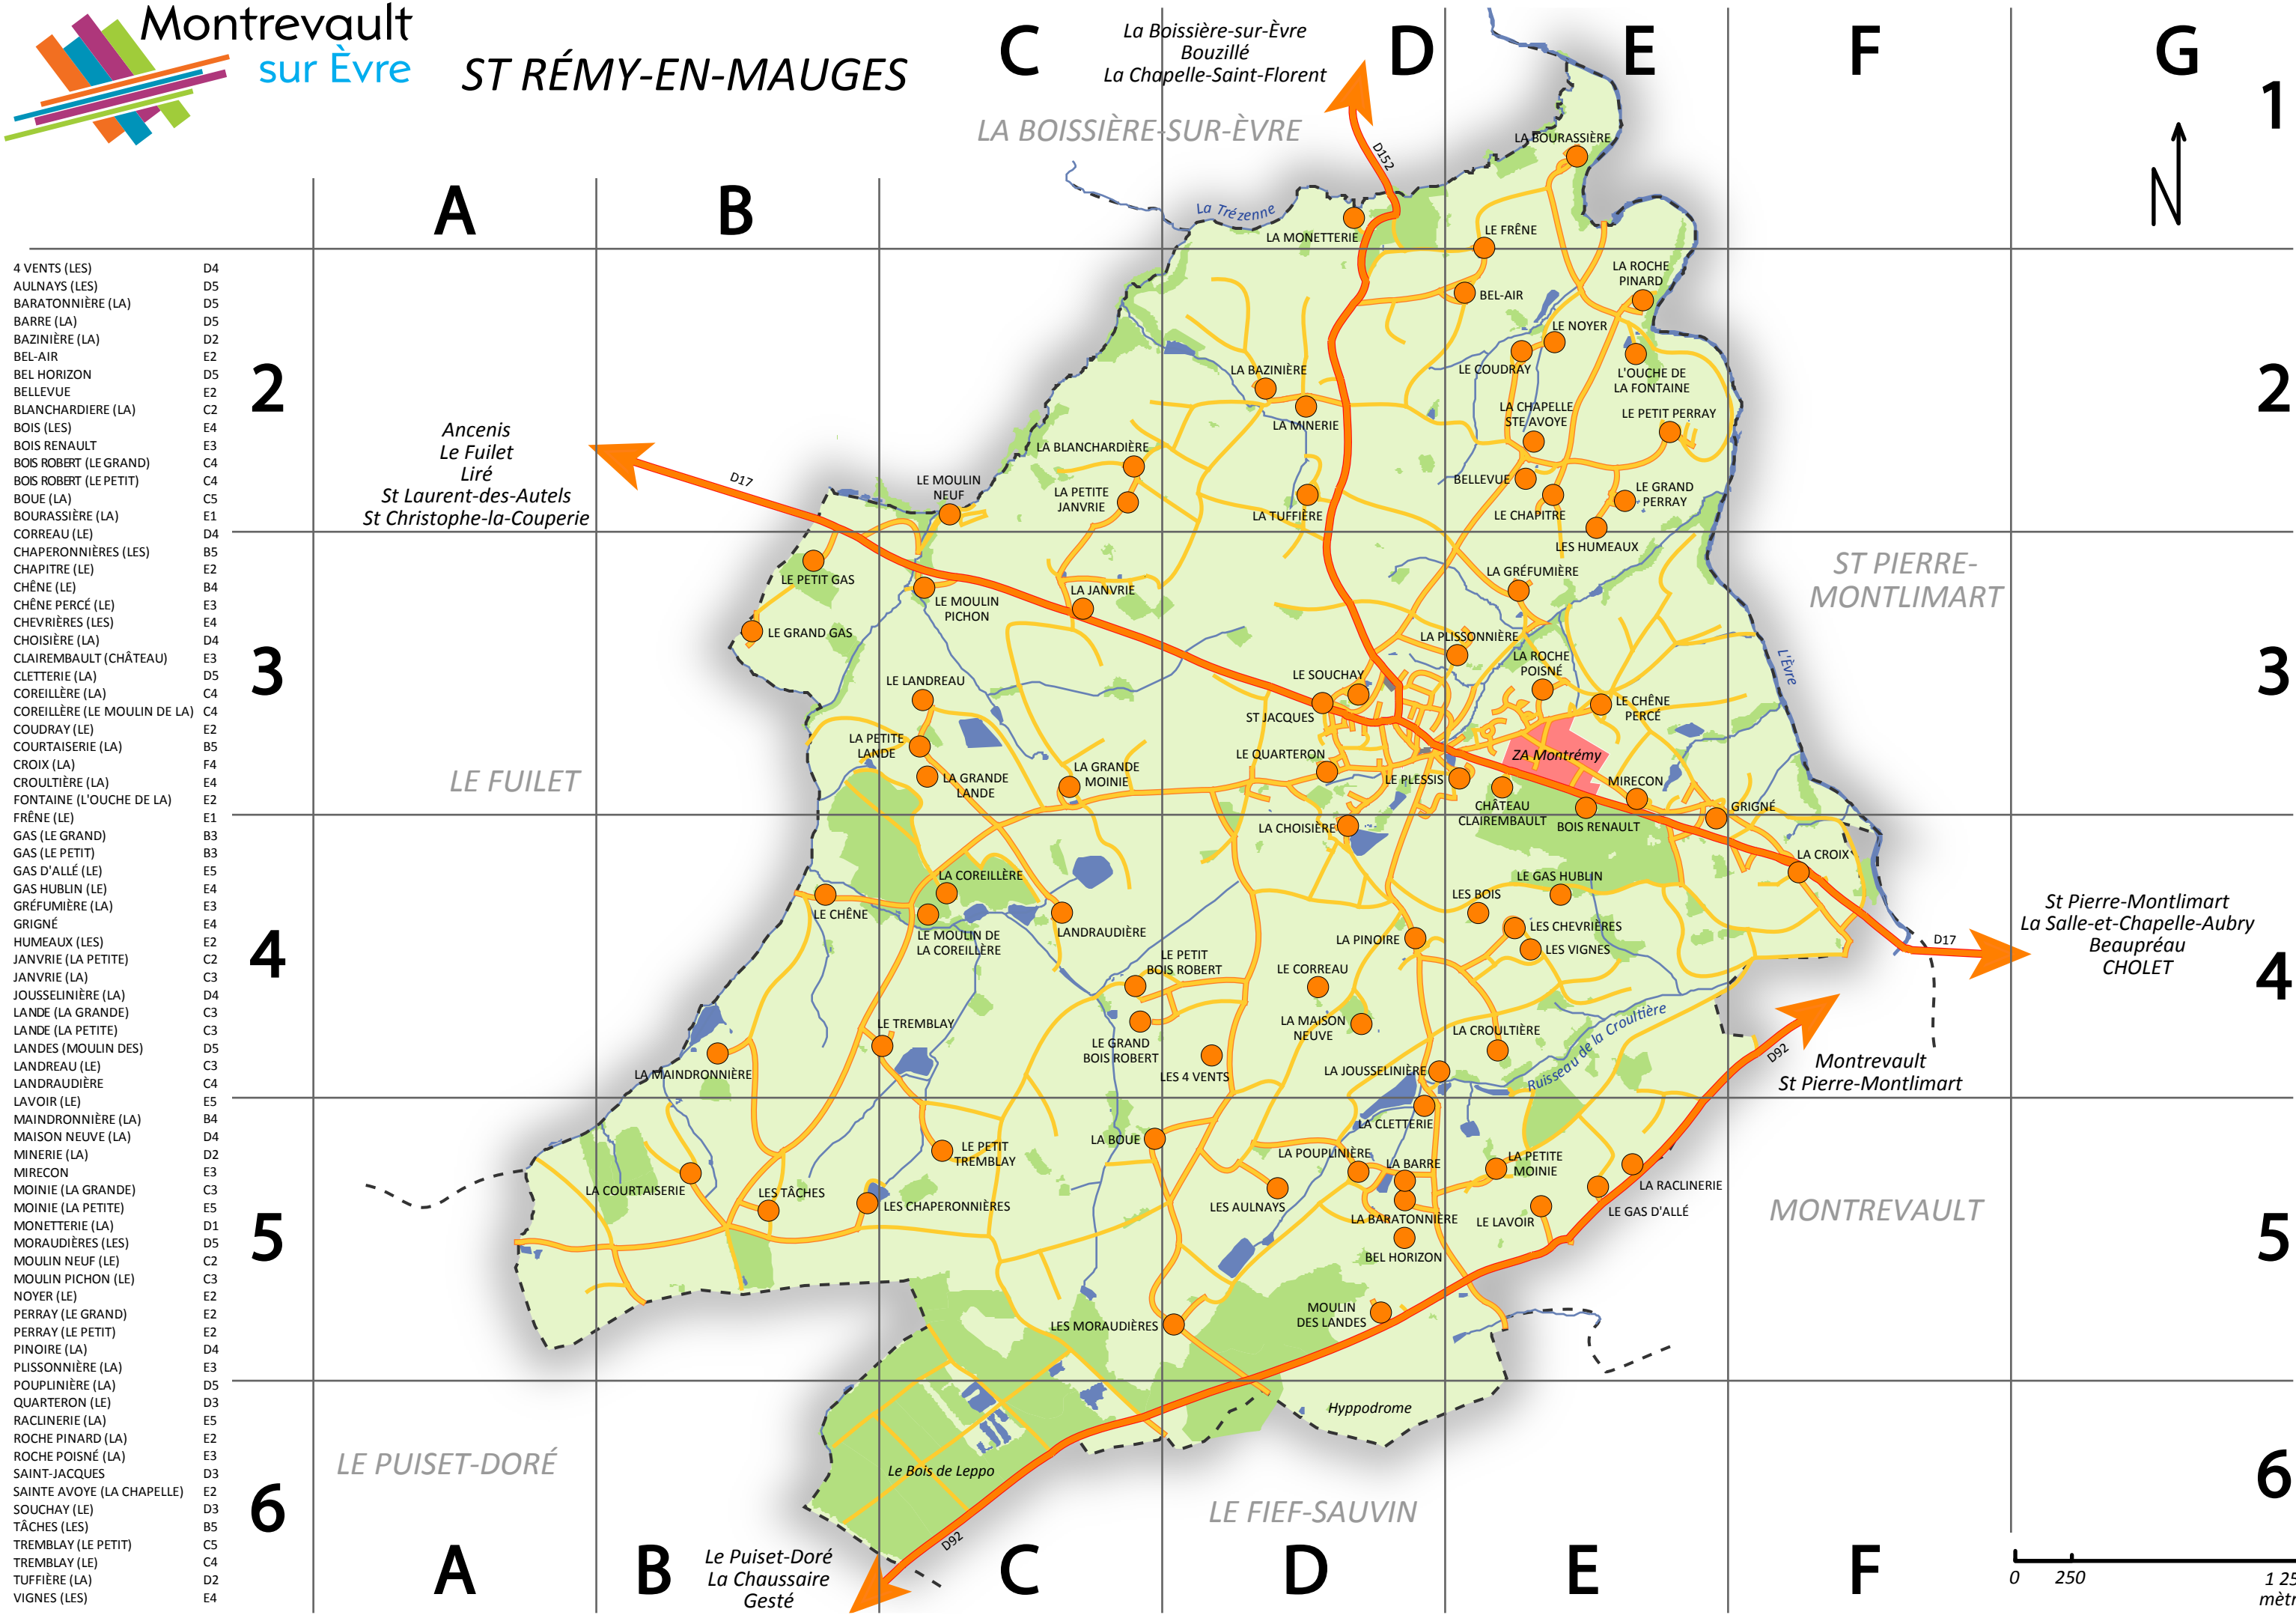 Montrevault
sur Èvre
ST RÉMY-EN-MAUGES
C
D
E
F
G
La Boissière-sur-Èvre
Bouzillé
La Chapelle-Saint-Florent
LA BOISSIÈRE-SUR-ÈVRE
D152
1
N
A
B
La Trézenne
LA BOURASSIÈRE
LA MONETTERIE
LE FRÊNE
4 VENTS (LES) D4
AULNAYS (LES) D5
BARATONNIÈRE (LA) D5
BARRE (LA) D5
BAZINIÈRE (LA) D2
BEL-AIR E2
BEL HORIZON D5
BELLEVUE E2
BLANCHARDIERE (LA) C2
BOIS (LES) E4
BOIS RENAULT E3
BOIS ROBERT (LE GRAND) C4
BOIS ROBERT (LE PETIT) C4
BOUE (LA) C5
BOURASSIÈRE (LA) E1
CORREAU (LE) D4
CHAPERONNIÈRES (LES) B5
CHAPITRE (LE) E2
CHÊNE (LE) B4
CHÊNE PERCÉ (LE) E3
CHEVRIÈRES (LES) E4
CHOISIÈRE (LA) D4
CLAIREMBAULT (CHÂTEAU) E3
CLETTERIE (LA) D5
COREILLÈRE (LA) C4
COREILLÈRE (LE MOULIN DE LA) C4
COUDRAY (LE) E2
COURTAISERIE (LA) B5
CROIX (LA) F4
CROULTIÈRE (LA) E4
FONTAINE (L'OUCHE DE LA) E2
FRÊNE (LE) E1
GAS (LE GRAND) B3
GAS (LE PETIT) B3
GAS D'ALLÉ (LE) E5
GAS HUBLIN (LE) E4
GRÉFUMIÈRE (LA) E3
GRIGNÉ E4
HUMEAUX (LES) E2
JANVRIE (LA PETITE) C2
JANVRIE (LA) C3
JOUSSELINIÈRE (LA) D4
LANDE (LA GRANDE) C3
LANDE (LA PETITE) C3
LANDES (MOULIN DES) D5
LANDREAU (LE) C3
LANDRAUDIÈRE C4
LAVOIR (LE) E5
MAINDRONNIÈRE (LA) B4
MAISON NEUVE (LA) D4
MINERIE (LA) D2
MIRECON E3
MOINIE (LA GRANDE) C3
MOINIE (LA PETITE) E5
MONETTERIE (LA) D1
MORAUDIÈRES (LES) D5
MOULIN NEUF (LE) C2
MOULIN PICHON (LE) C3
NOYER (LE) E2
PERRAY (LE GRAND) E2
PERRAY (LE PETIT) E2
PINOIRE (LA) D4
PLISSONNIÈRE (LA) E3
POUPLINIÈRE (LA) D5
QUARTERON (LE) D3
RACLINERIE (LA) E5
ROCHE PINARD (LA) E2
ROCHE POISNÉ (LA) E3
SAINT-JACQUES D3
SAINTE AVOYE (LA CHAPELLE) E2
SOUCHAY (LE) D3
TÂCHES (LES) B5
TREMBLAY (LE PETIT) C5
TREMBLAY (LE) C4
TUFFIÈRE (LA) D2
VIGNES (LES) E4
2
2
LA ROCHE
PINARD
BEL-AIR
LE NOYER
LE COUDRAY
L'OUCHE DE
LA FONTAINE
LA BAZINIÈRE
LA MINERIE
LA CHAPELLE
STE AVOYE
LE PETIT PERRAY
Ancenis
Le Fuilet
Liré
St Laurent-des-Autels
St Christophe-la-Couperie
D17
LA BLANCHARDIÈRE
LE MOULIN
NEUF
LA PETITE
JANVRIE
LA TUFFIÈRE
BELLEVUE
LE CHAPITRE
LE GRAND
PERRAY
LES HUMEAUX
3
3
ST PIERRE-
MONTLIMART
LE PETIT GAS
LE GRAND GAS
LE MOULIN
PICHON
LA JANVRIE
LA GRÉFUMIÈRE
LA PLISSONNIÈRE
LA ROCHE
POISNÉ
L'Èvre
LE LANDREAU
LE SOUCHAY
ST JACQUES
LE CHÊNE
PERCÉ
LA PETITE
LANDE
LA GRANDE
LANDE
LA GRANDE
MOINIE
LE QUARTERON
LE PLESSIS
ZA Montrémy
MIRECON
LE FUILET
CHÂTEAU
CLAIREMBAULT
BOIS RENAULT
GRIGNÉ
4
4
LA CHOISIÈRE
LA CROIX
LA COREILLÈRE
LE CHÊNE
LE MOULIN DE
LA COREILLÈRE
LANDRAUDIÈRE
LE GAS HUBLIN
LES BOIS
LES CHEVRIÈRES
LES VIGNES
LA PINOIRE
St Pierre-Montlimart
La Salle-et-Chapelle-Aubry
Beaupréau
CHOLET
D17
LE PETIT
BOIS ROBERT
LE CORREAU
LE TREMBLAY
LE GRAND
BOIS ROBERT
LA MAISON
NEUVE
LA CROULTIÈRE
Ruisseau de la Croultière
LA MAINDRONNIÈRE
LES 4 VENTS
LA JOUSSELINIÈRE
D92
Montrevault
St Pierre-Montlimart
5
5
LA CLETTERIE
LA BOUE
LE PETIT
TREMBLAY
LA POUPLINIÈRE
LA BARRE
LA PETITE
MOINIE
LA COURTAISERIE
LES TÂCHES
LES CHAPERONNIÈRES
LES AULNAYS
LA BARATONNIÈRE
LE LAVOIR
LA RACLINERIE
LE GAS D'ALLÉ
BEL HORIZON
MONTREVAULT
LES MORAUDIÈRES
MOULIN
DES LANDES
6
6
Hyppodrome
LE PUISET-DORÉ
Le Bois de Leppo
LE FIEF-SAUVIN
D92
Le Puiset-Doré
La Chaussaire
Gesté
A
B
C
D
E
F
0 250 1 25
mètr